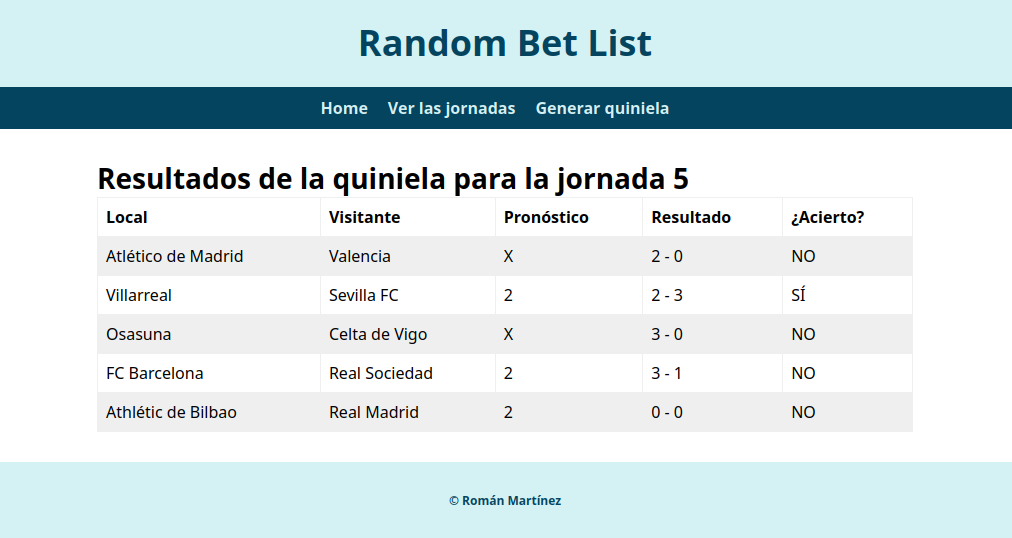 Random Bet List
Home Ver las jornadas Generar quiniela
Resultados de la quiniela para la jornada 5
Local Visitante Pronóstico Resultado ¿Acierto?
Atlético de Madrid Valencia X 2 - 0 NO
Villarreal Sevilla FC 2 2 - 3 SÍ
Osasuna Celta de Vigo X 3 - 0 NO
FC Barcelona Real Sociedad 2 3 - 1 NO
Athlétic de Bilbao Real Madrid 2 0 - 0 NO
© Román Martínez